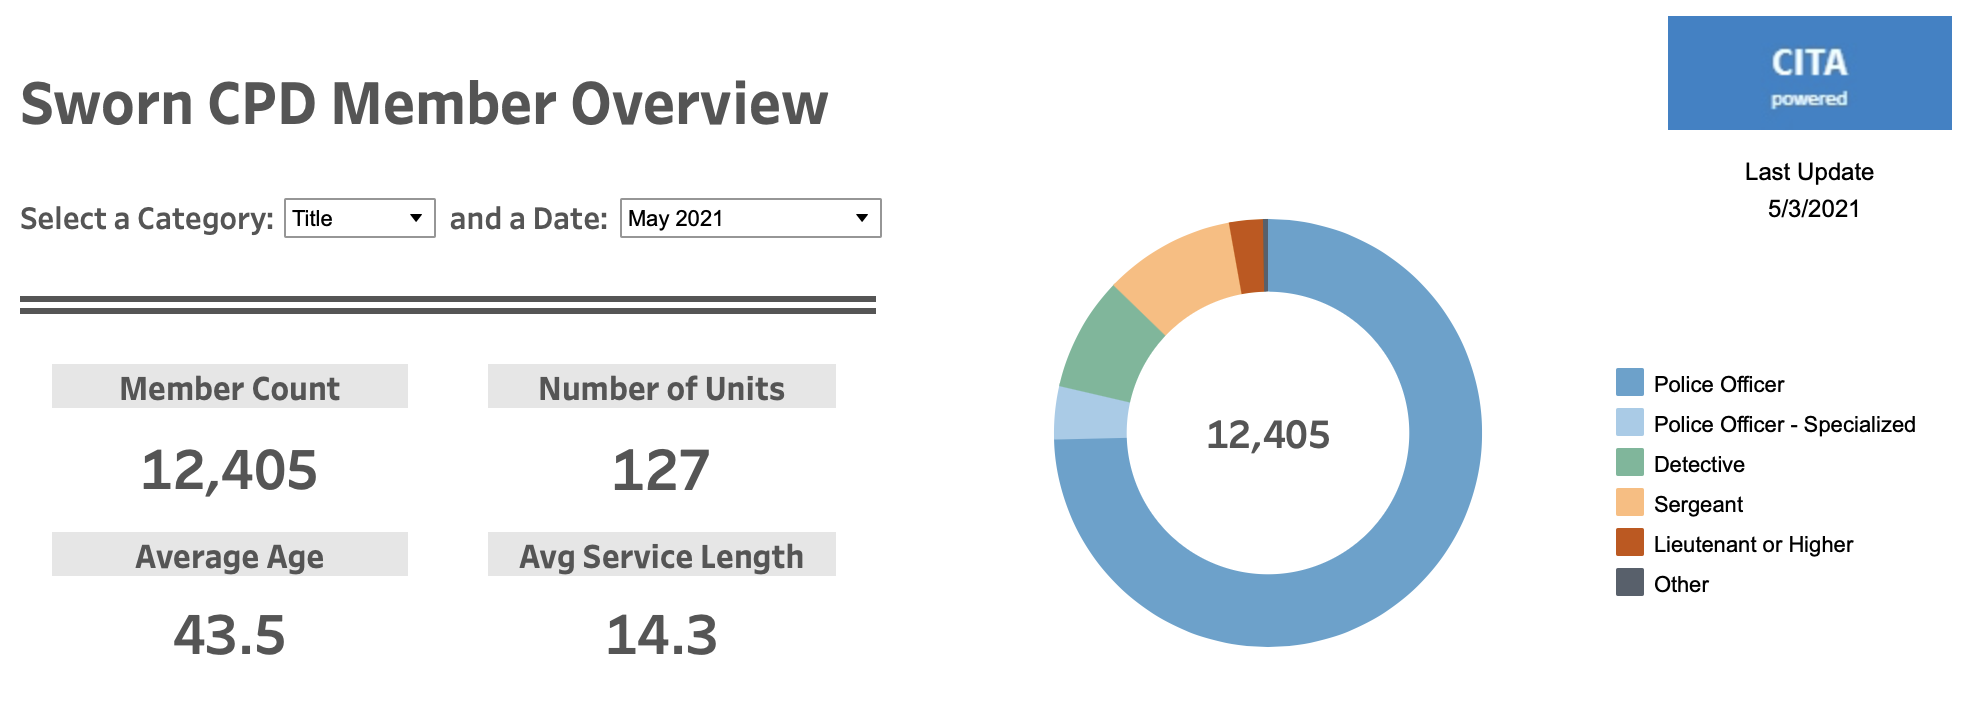 CITA
powered
Sworn CPD Member Overview
Last Update
5/3/2021
Select a Category: Title and a Date: May 2021
Member Count
Number of Units
12,405
127
Average Age
Avg Service Length
43.5
14.3
12,405
Police Officer
Police Officer - Specialized
Detective
Sergeant
Lieutenant or Higher
Other